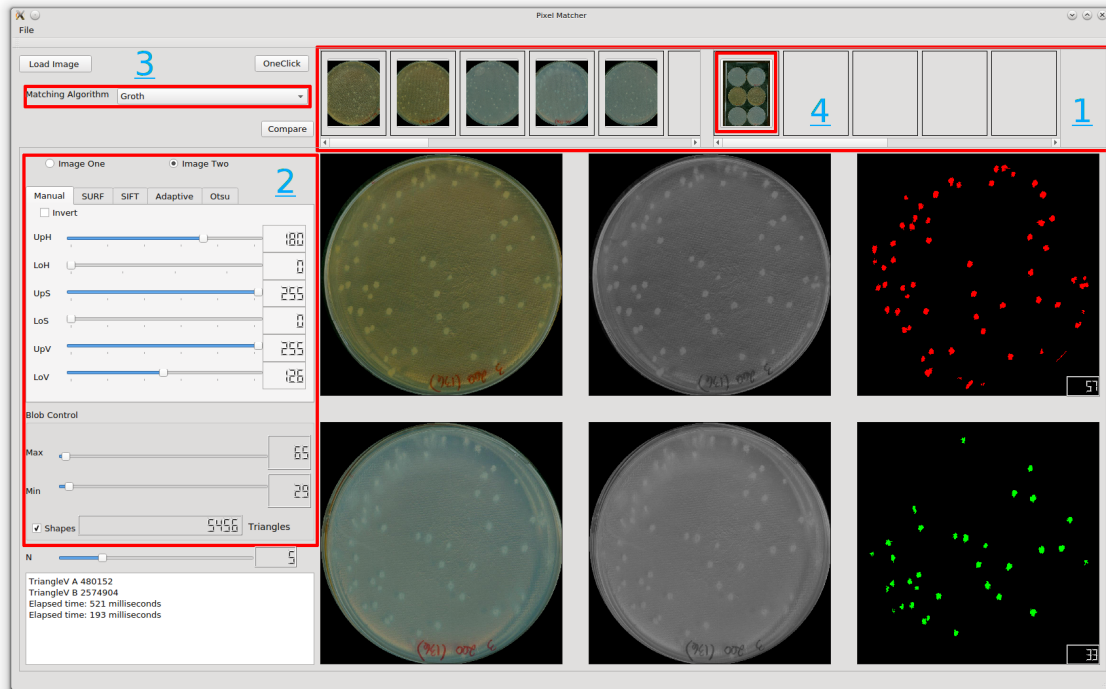 Pixel Matcher
File
Load Image
3
OneClick
Matching Algorithm
Groth
Compare
1
4
Image One
Image Two
2
Manual
SURF
SIFT
Adaptive
Otsu
Invert
UpH
180
LoH
0
UpS
255
LoS
0
UpV
255
LoV
126
Blob Control
Max
65
Min
29
Shapes
5456
Triangles
N
5
TriangleV A 480152
TriangleV B 2574904
Elapsed time: 521 milliseconds
Elapsed time: 193 milliseconds
57
3 200 (1%)
33